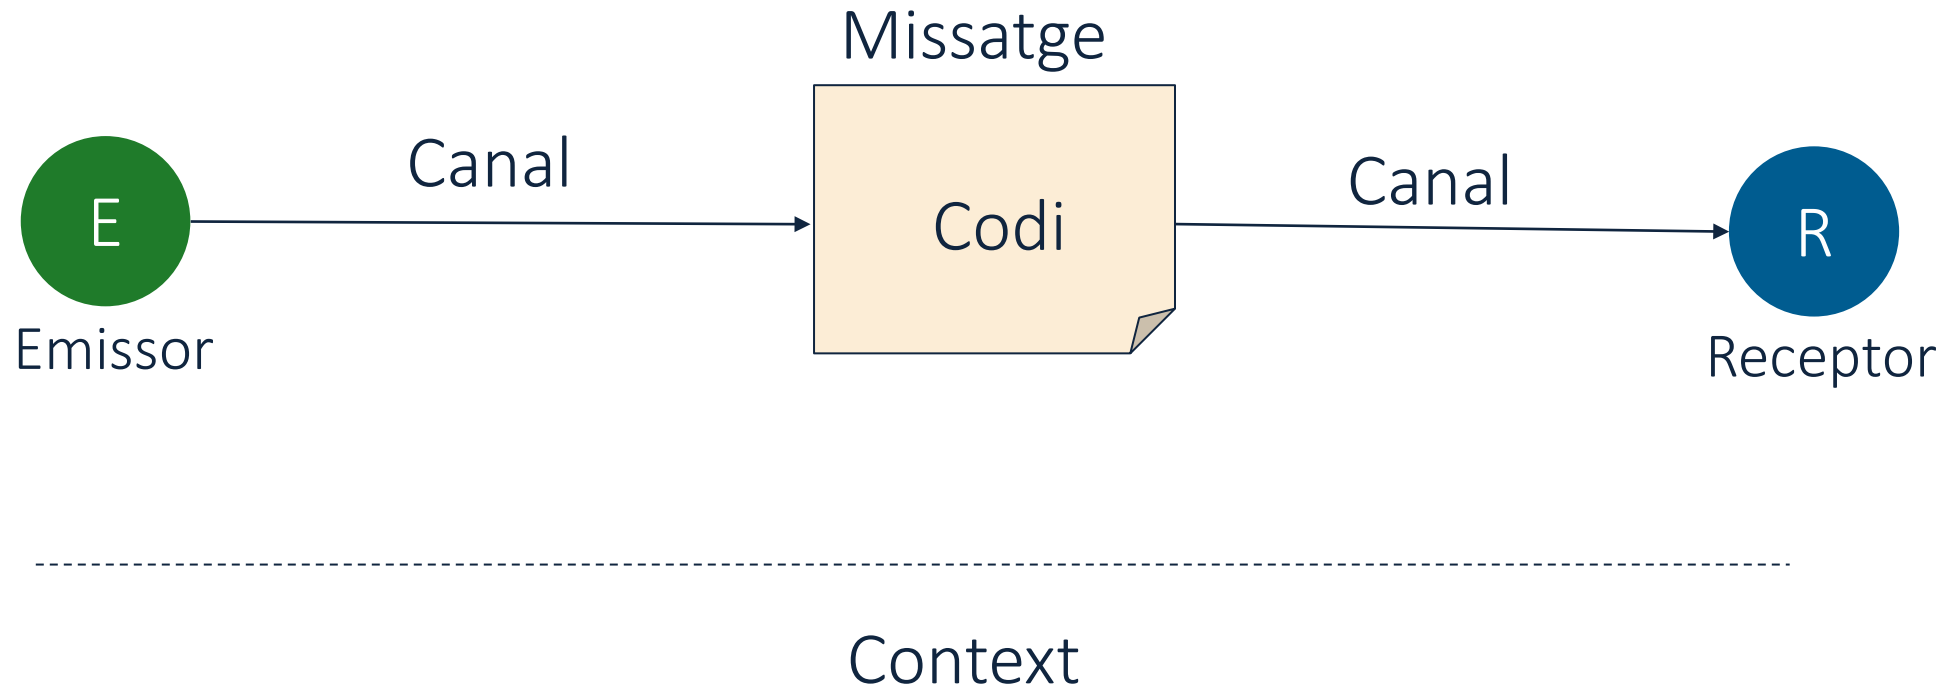 Missatge
Canal
Canal
E
Codi
R
Emissor
Receptor
Context